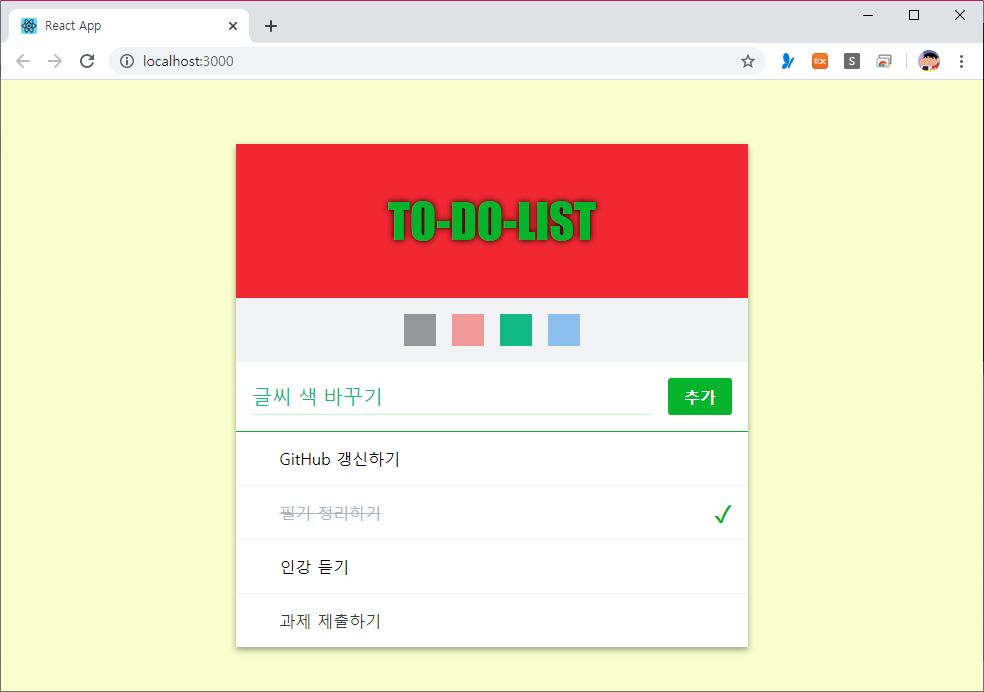 React App
localhost:3000
EX
S
TO-DO-LIST
글씨 색 바꾸기
추가
GitHub 갱신하기
필기 정리하기
인강 듣기
과제 제출하기